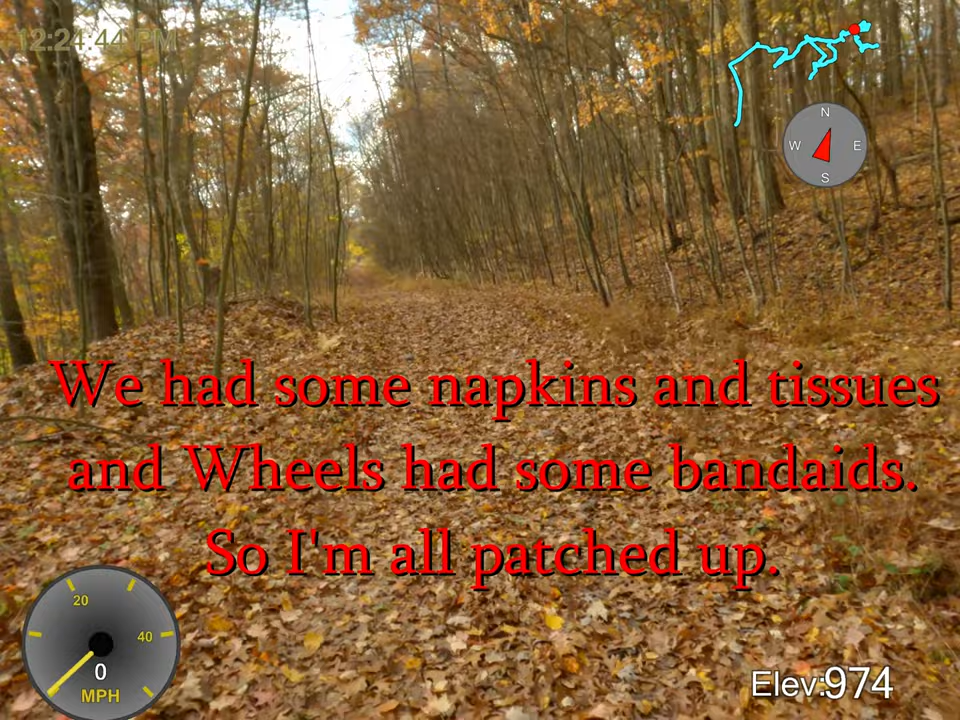 12:24:44 PM
N
W E
S
We had some napkins and tissues
and Wheels had some bandaids.
So I'm all patched up.
20
40
0
MPH
Elev:974